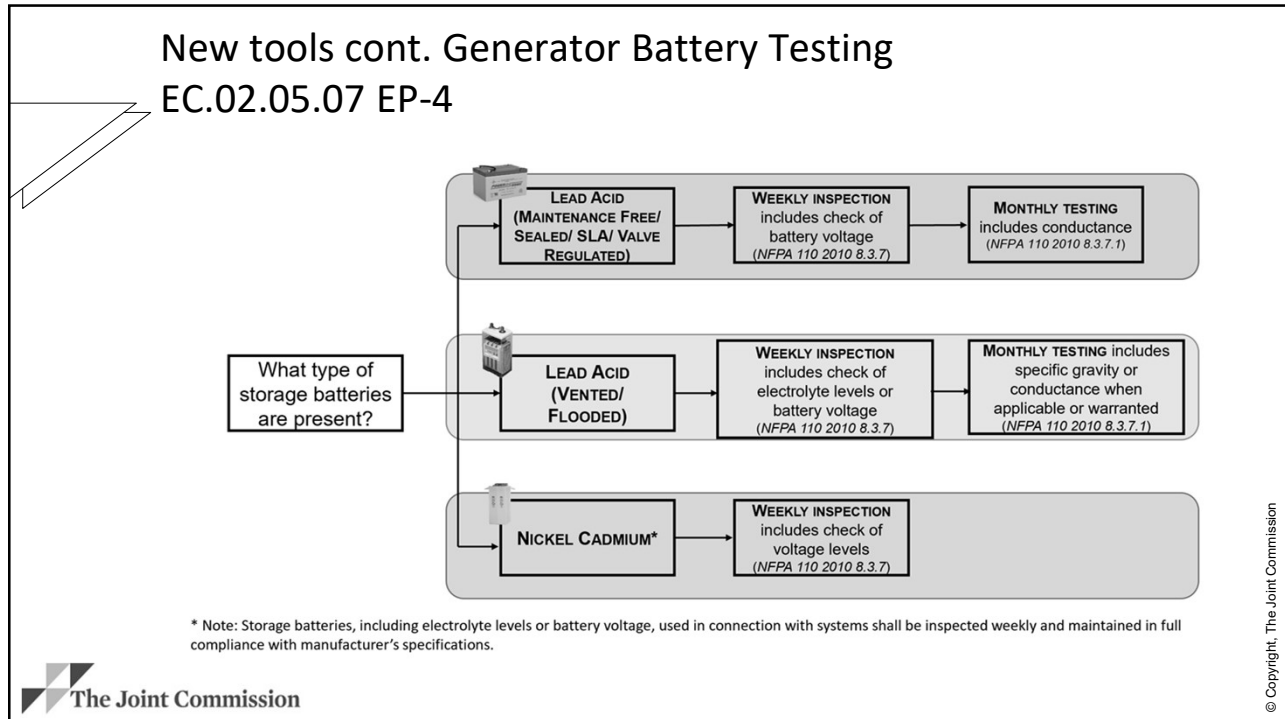 New tools cont. Generator Battery Testing
EC.02.05.07 EP-4
LEAD ACID
(MAINTENANCE FREE/
SEALED/ SLA/ VALVE
REGULATED)
WEEKLY INSPECTION
includes check of
battery voltage
(NFPA 110 2010 8.3.7)
MONTHLY TESTING
includes conductance
(NFPA 110 2010 8.3.7.1)
What type of
storage batteries
are present?
LEAD ACID
(VENTED/
FLOODED)
WEEKLY INSPECTION
includes check of
electrolyte levels or
battery voltage
(NFPA 110 2010 8.3.7)
MONTHLY TESTING includes
specific gravity or
conductance when
applicable or warranted
(NFPA 110 2010 8.3.7.1)
NICKEL CADMIUM*
WEEKLY INSPECTION
includes check of
voltage levels
(NFPA 110 2010 8.3.7)
* Note: Storage batteries, including electrolyte levels or battery voltage, used in connection with systems shall be inspected weekly and maintained in full
compliance with manufacturer's specifications.
The Joint Commission
© Copyright, The Joint Commission